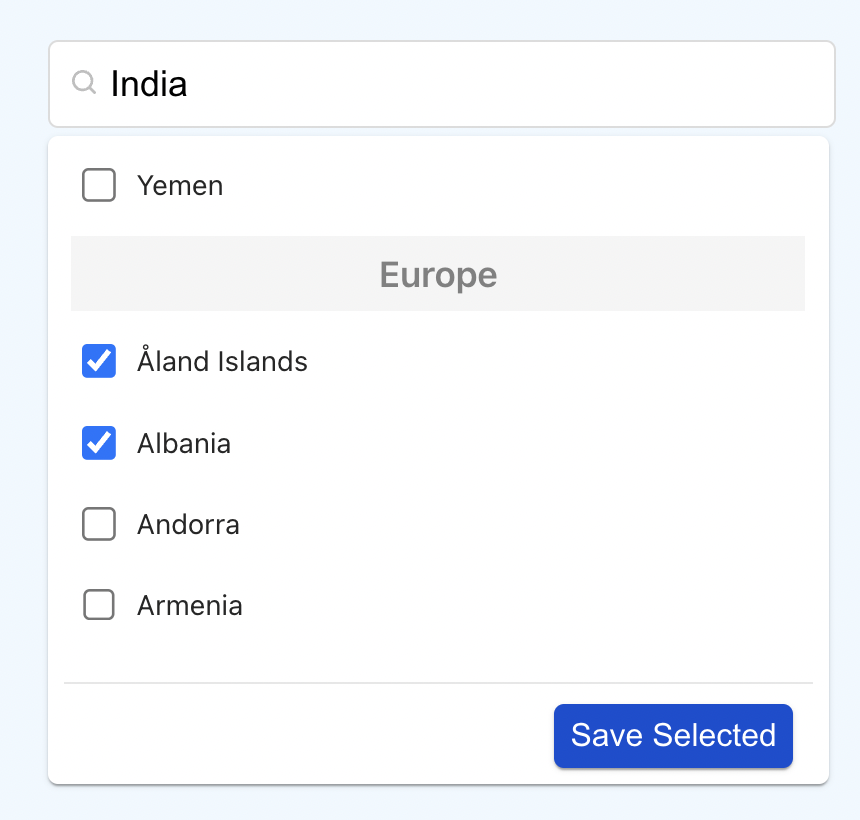 India
Yemen
Europe
Åland Islands
Albania
Andorra
Armenia
Save Selected